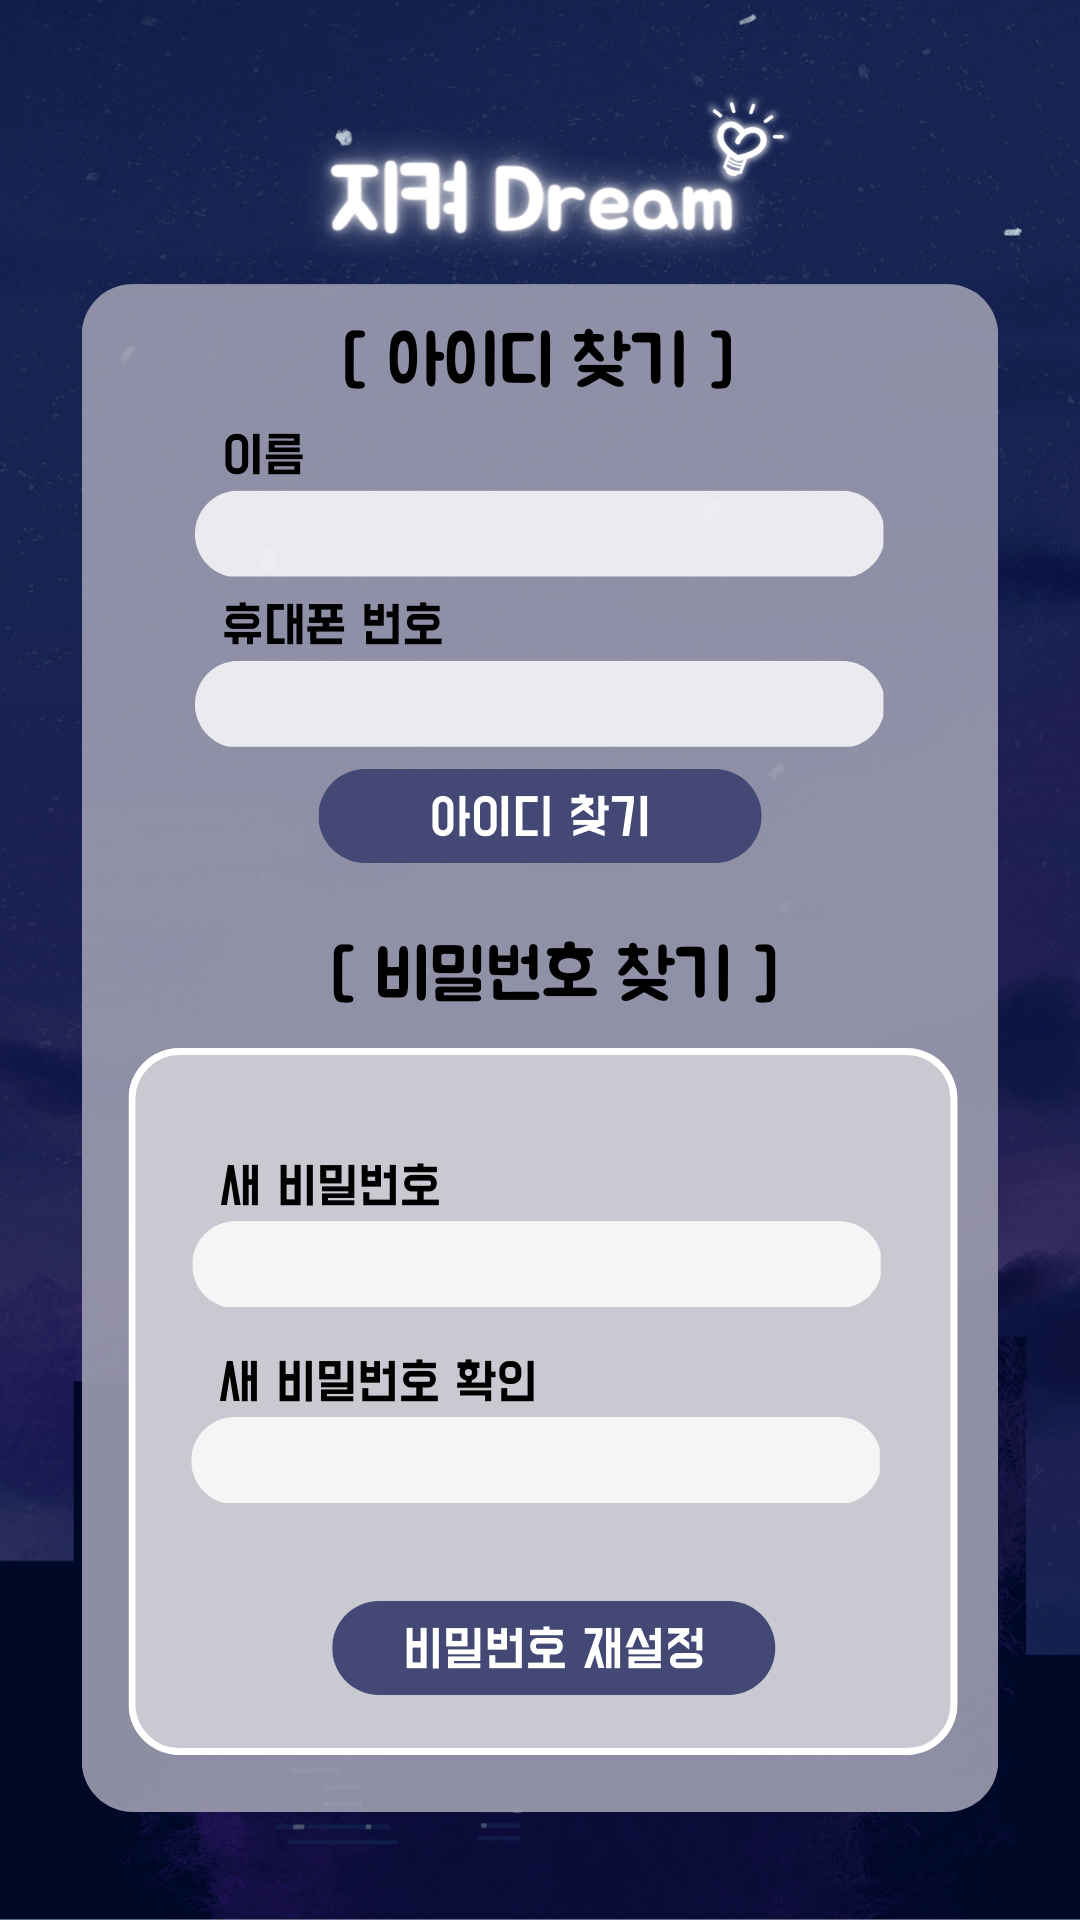 지켜 Dream
[ 아이디 찾기 ]
이름
휴대폰 번호
아이디 찾기
[ 비밀번호 찾기 ]
새 비밀번호
새 비밀번호 확인
비밀번호 재설정